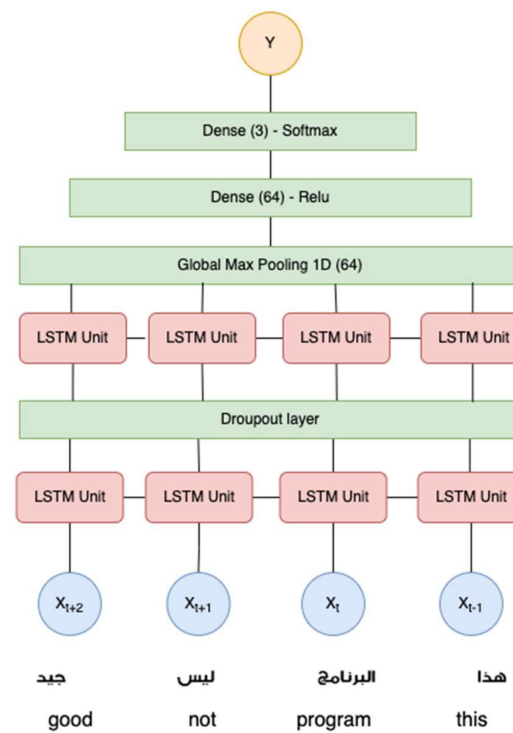 Y
Dense (3) - Softmax
Dense (64) - Relu
Global Max Pooling 1D (64)
LSTM Unit LSTM Unit LSTM Unit LSTM Unit
Droupout layer
LSTM Unit LSTM Unit LSTM Unit LSTM Unit
Xt+2 Xt+1 Xt Xt-1
هذا البرنامج ليس جيد
good not program this